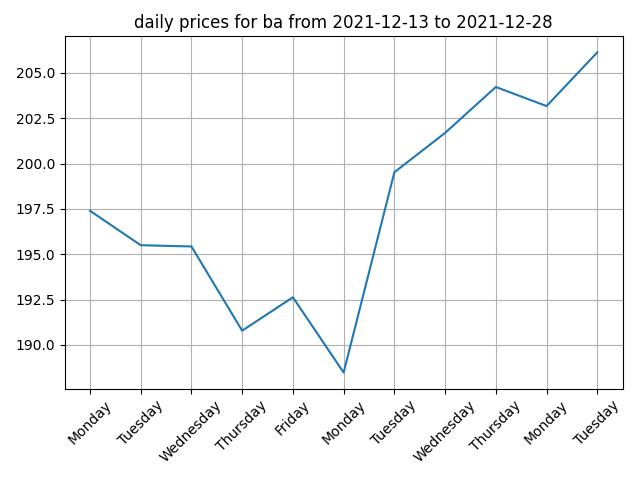 daily prices for ba from 2021-12-13 to 2021-12-28
205.0
202.5
200.0
197.5
195.0
192.5
190.0
Monday
Tuesday
Wednesday
Thursday
Friday
Monday
Tuesday
Wednesday
Thursday
Monday
Tuesday